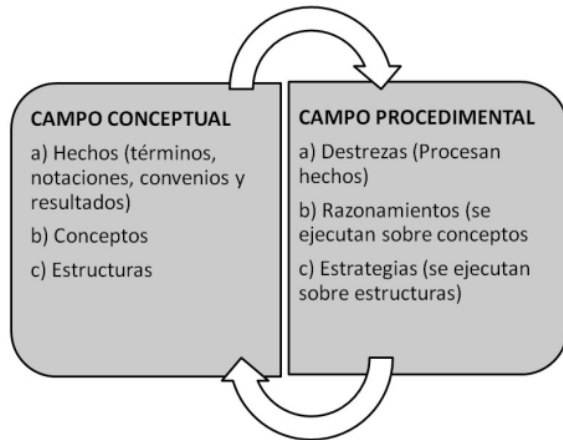 CAMPO CONCEPTUAL
a) Hechos (términos,
notaciones, convenios y
resultados)
b) Conceptos
c) Estructuras
CAMPO PROCEDIMENTAL
a) Destrezas (Procesan
hechos)
b) Razonamientos (se
ejecutan sobre conceptos
c) Estrategias (se ejecutan
sobre estructuras)